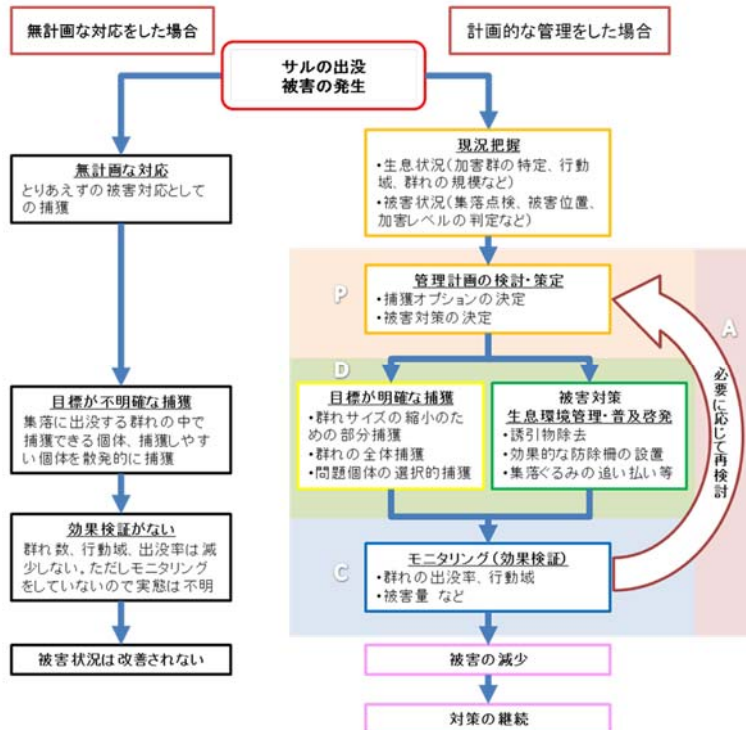 無計画な対応をした場合
計画的な管理をした場合
サルの出没
被害の発生
無計画な対応
とりあえずの被害対応として
の捕獲
目標が不明確な捕獲
集落に出没する群れの中で
捕獲できる個体、捕獲しやす
い個体を散発的に捕獲
効果検証がない
群れ数、行動域、出没率は減
少しない。ただしモニタリング
をしていないので実態は不明
被害状況は改善されない
現況把握
・生息状況(加害群の特定、行動
域、群れの規模など)
・被害状況(集落点検、被害位置、
加害レベルの判定など)
P
管理計画の検討・策定
・捕獲オプションの決定
・被害対策の決定
D
目標が明確な捕獲
・群れサイズの縮小のた
めの部分捕獲
・群れの全体捕獲
・問題個体の選択的捕獲
被害対策
生息環境管理・普及啓発
・誘引物除去
・効果的な防除柵の設置
・集落ぐるみの追い払い等
C
モニタリング(効果検証)
・群れの出没率、行動域
・被害量 など
A
必要に応じて再検討
被害の減少
対策の継続